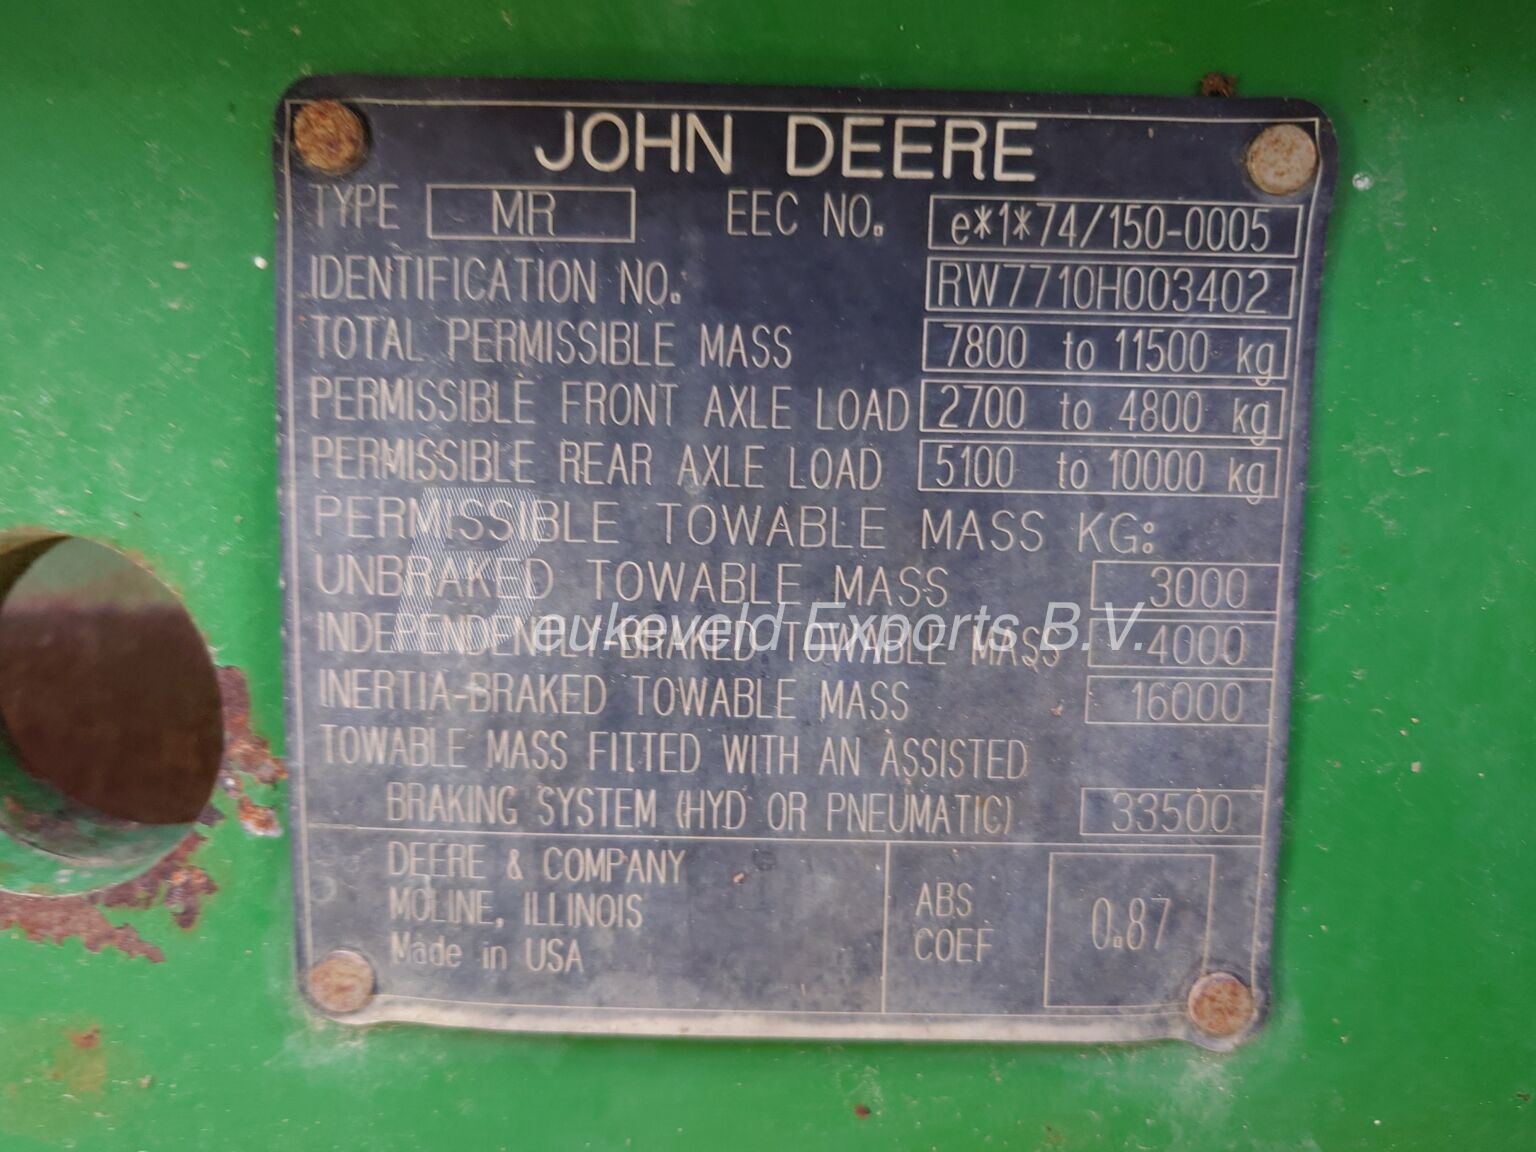 JOHN DEERE
TYPE MR EEC NO. e*1*74/150-0005
IDENTIFICATION NO. RW7710H003402
TOTAL PERMISSIBLE MASS 7800 to 11500 kg
PERMISSIBLE FRONT AXLE LOAD 2700 to 4800 kg
PERMISSIBLE REAR AXLE LOAD 5100 to 10000 kg
PERMISSIBLE TOWABLE MASS KG:
UNBRAKED TOWABLE MASS 3000
Beukeveld Exports B.V.
INDEPENDENTLY-BRAKED TOWABLE MASS 4000
INERTIA-BRAKED TOWABLE MASS 16000
TOWABLE MASS FITTED WITH AN ASSISTED
BRAKING SYSTEM (HYD OR PNEUMATIC) 33500
DEERE & COMPANY
MOLINE, ILLINOIS
Made in USA
ABS
COEF
0.87